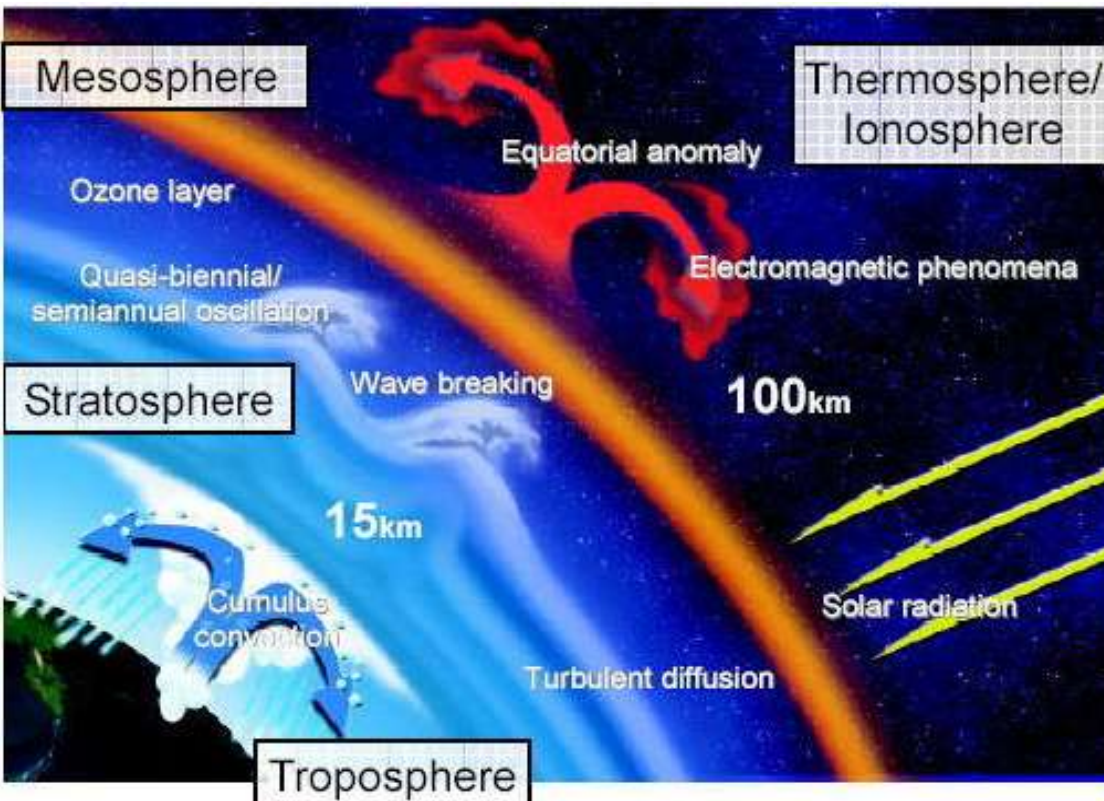 Mesosphere
Thermosphere/
Ionosphere
Equatorial anomaly
Ozone layer
Electromagnetic phenomena
Quasi-biennial/
semiannual oscillation
Wave breaking
Stratosphere
100km
15km
Cumulus
convection
Solar radiation
Turbulent diffusion
Troposphere